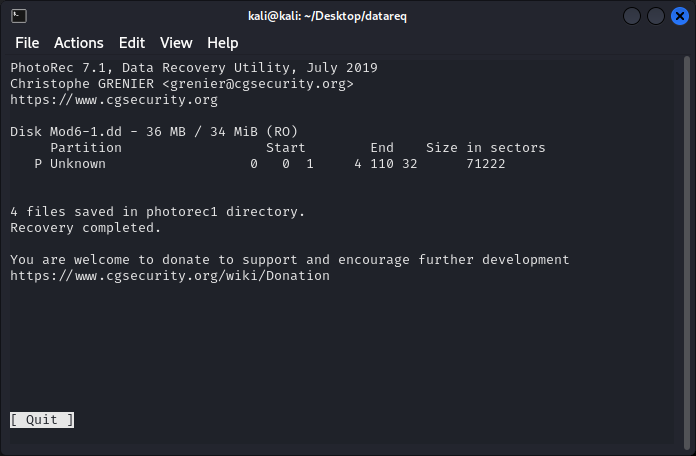 kali@kali: ~/Desktop/datareq
File Actions Edit View Help
PhotoRec 7.1, Data Recovery Utility, July 2019
Christophe GRENIER <grenier@cgsecurity.org>
https://www.cgsecurity.org
Disk Mod6-1.dd - 36 MB / 34 MiB (RO)
Partition Start End Size in sectors
P Unknown 0 0 1 4 110 32 71222
4 files saved in photorec1 directory.
Recovery completed.
You are welcome to donate to support and encourage further development
https://www.cgsecurity.org/wiki/Donation
[ Quit ]